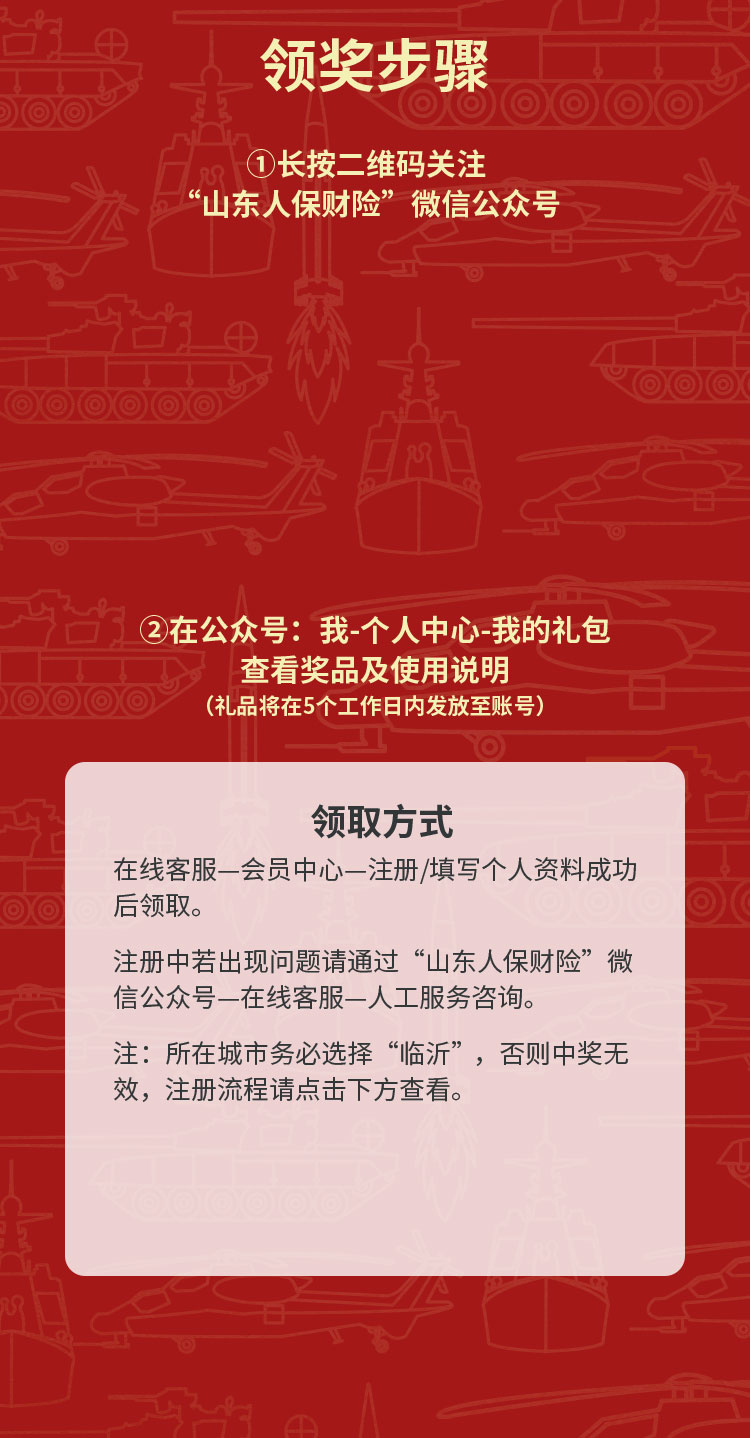 领奖步骤
①长按二维码关注
“山东人保财险”微信公众号
②在公众号：我-个人中心-我的礼包
查看奖品及使用说明
（礼品将在5个工作日内发放至账号）
领取方式
在线客服—会员中心—注册/填写个人资料成功
后领取。
注册中若出现问题请通过“山东人保财险”微
信公众号—在线客服—人工服务咨询。
注：所在城市务必选择“临沂”，否则中奖无
效，注册流程请点击下方查看。